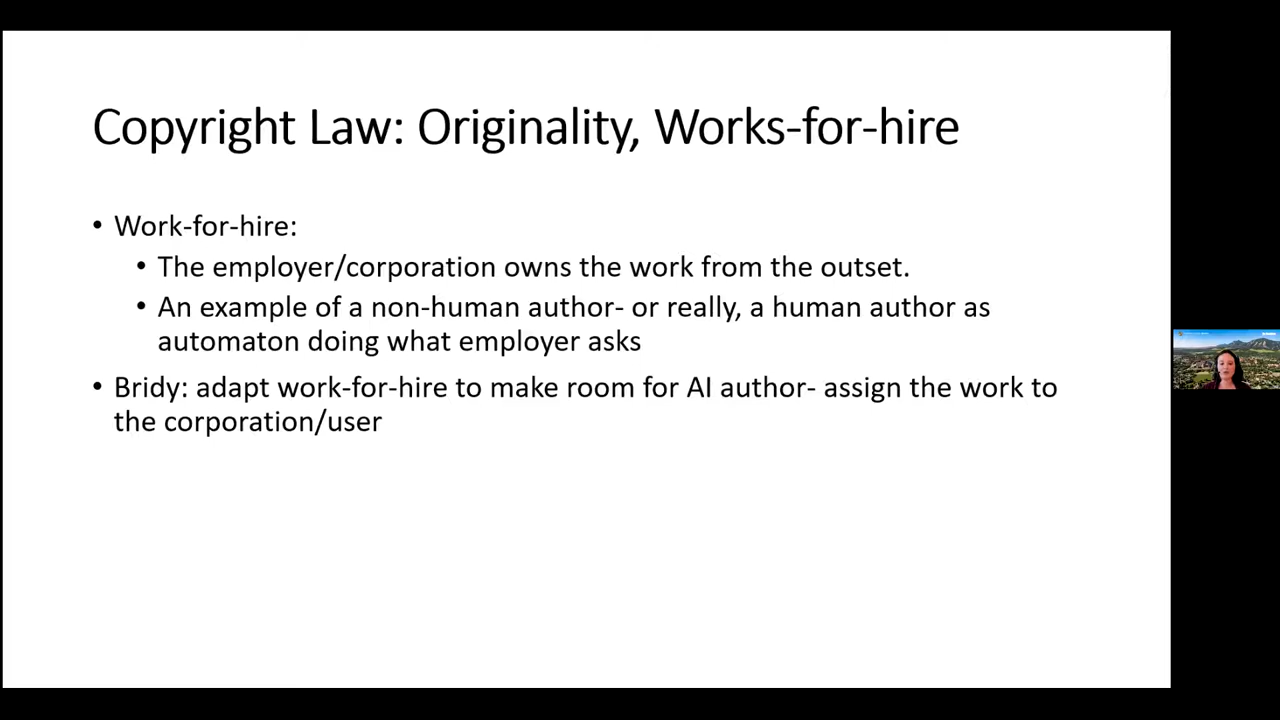 Copyright Law: Originality, Works-for-hire
• Work-for-hire:
• The employer/corporation owns the work from the outset.
• An example of a non-human author- or really, a human author as
automaton doing what employer asks
• Bridy: adapt work-for-hire to make room for AI author- assign the work to
the corporation/user